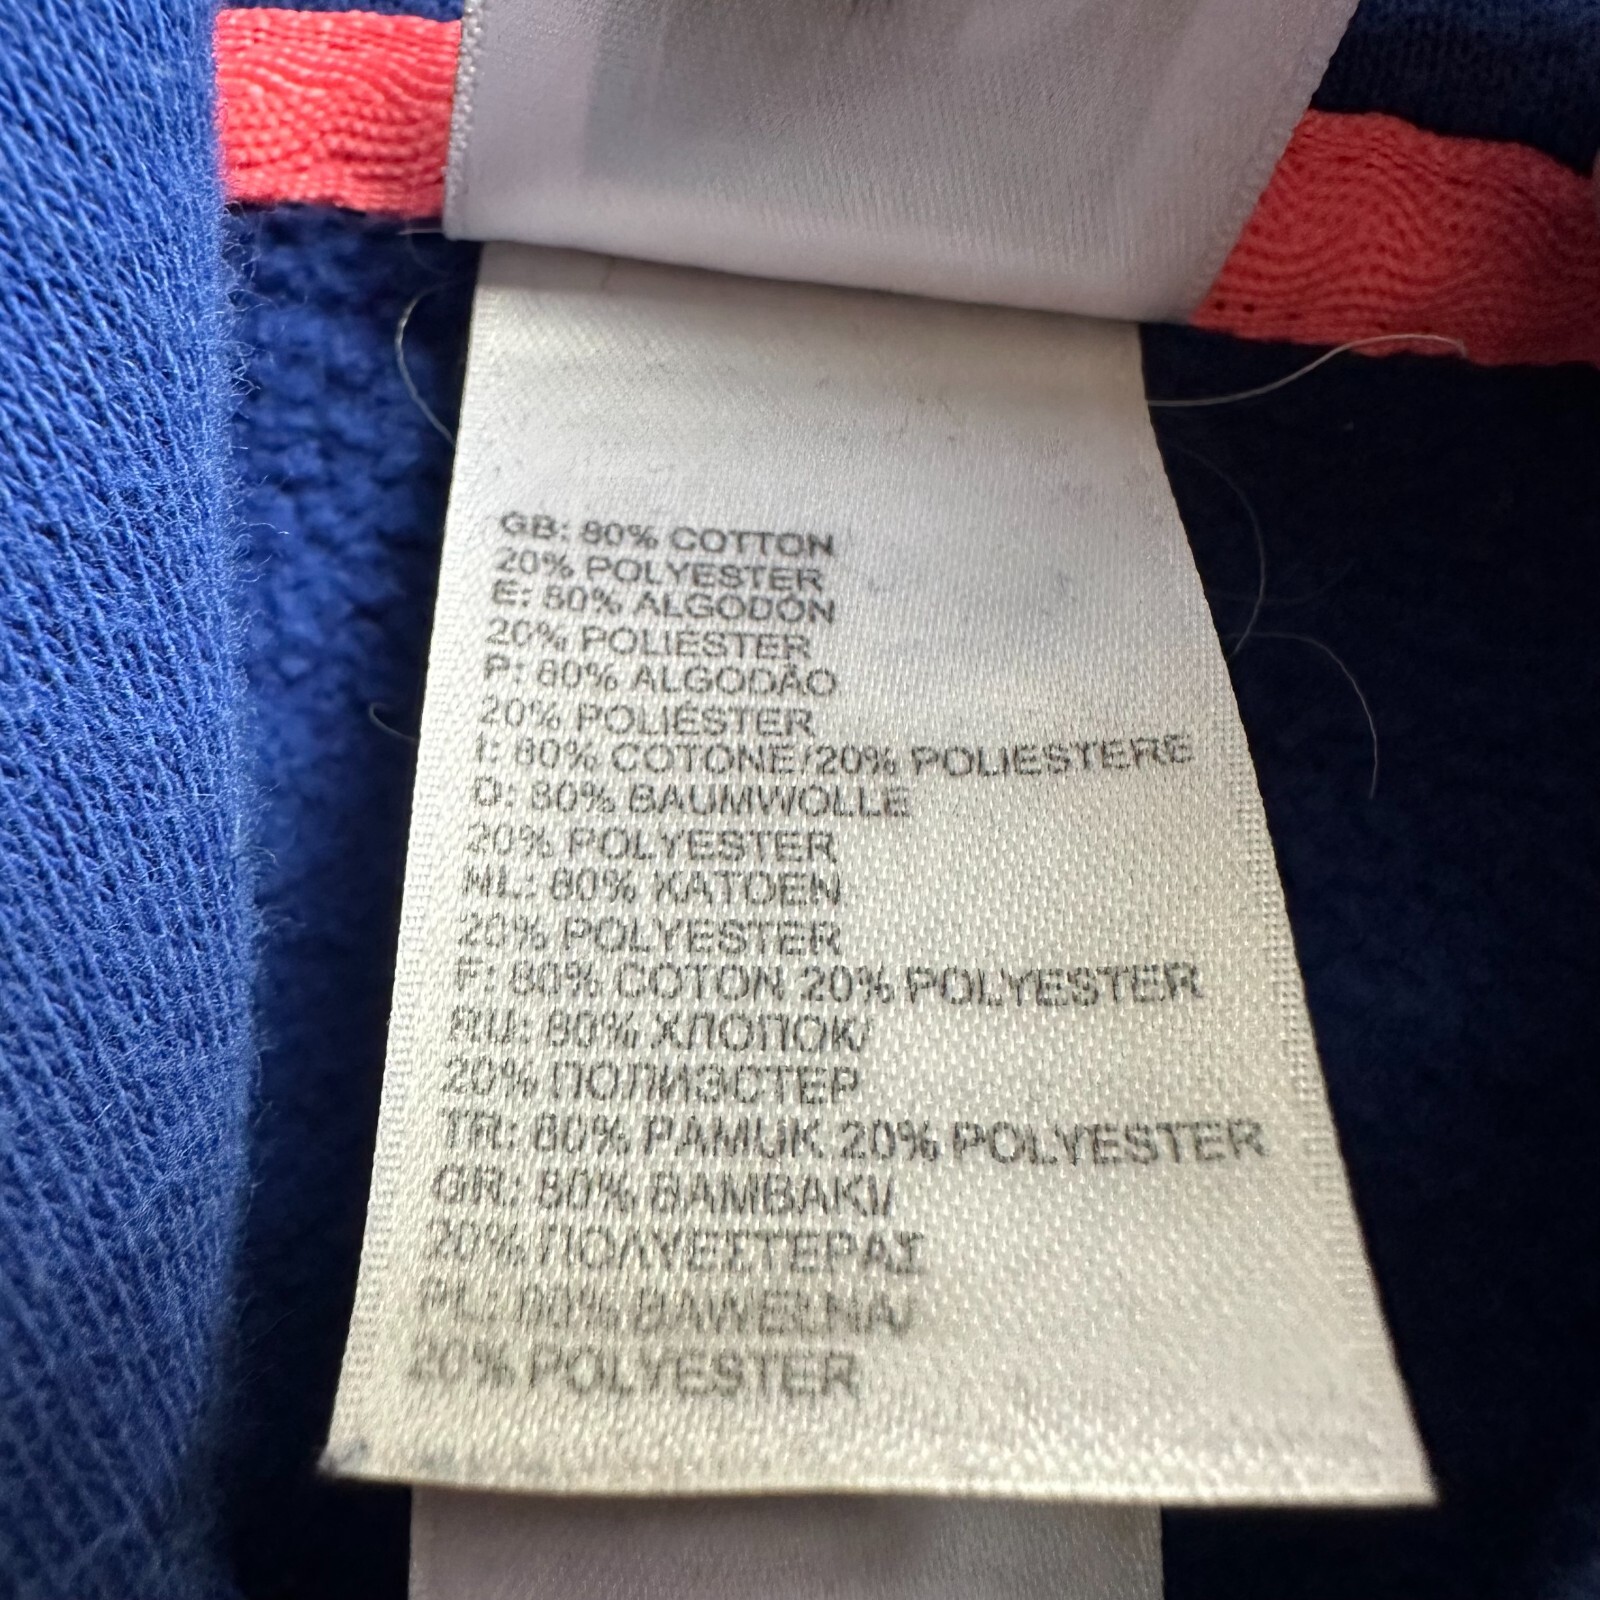 GB: 80% COTTON
20% POLYESTER
E: 80% ALGODÓN
20% POLIESTER
P: 80% ALGODÃO
20% POLIÉSTER
I: 80% COTONE/20% POLIESTERE
D: 80% BAUMWOLLE
20% POLYESTER
NL: 80% KATOEN
20% POLYESTER
F: 80% COTON 20% POLYESTER
RU: 80% ХЛОПОК/
20% ПОЛИЭСТЕР
TR: 80% PAMUK 20% POLYESTER
GR: 80% ΒΑΜΒΑΚΙ/
20% ΠΟΛΥΕΣΤΕΡΑΣ
PL: 80% BAWEŁNA/
20% POLYESTER